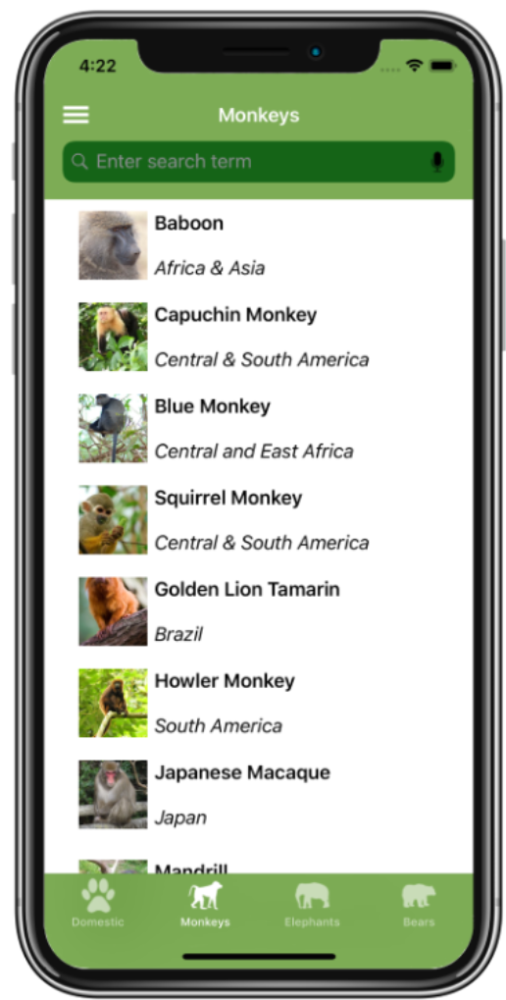 4:22
Monkeys
Enter search term
Baboon
Africa & Asia
Capuchin Monkey
Central & South America
Blue Monkey
Central and East Africa
Squirrel Monkey
Central & South America
Golden Lion Tamarin
Brazil
Howler Monkey
South America
Japanese Macaque
Japan
Mandrill
Domestic Monkeys Elephants Bears